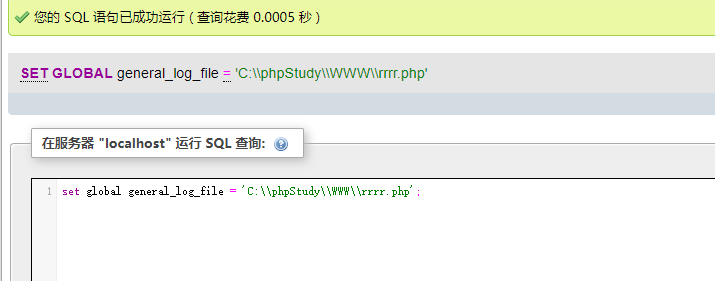 您的 SQL 语句已成功运行 ( 查询花费 0.0005 秒 )
SET GLOBAL general_log_file = 'C:\\phpStudy\\WWW\\rrrr.php'
在服务器 "localhost" 运行 SQL 查询:
1 set global general_log_file = 'C:\\phpStudy\\WWW\\rrrr.php';